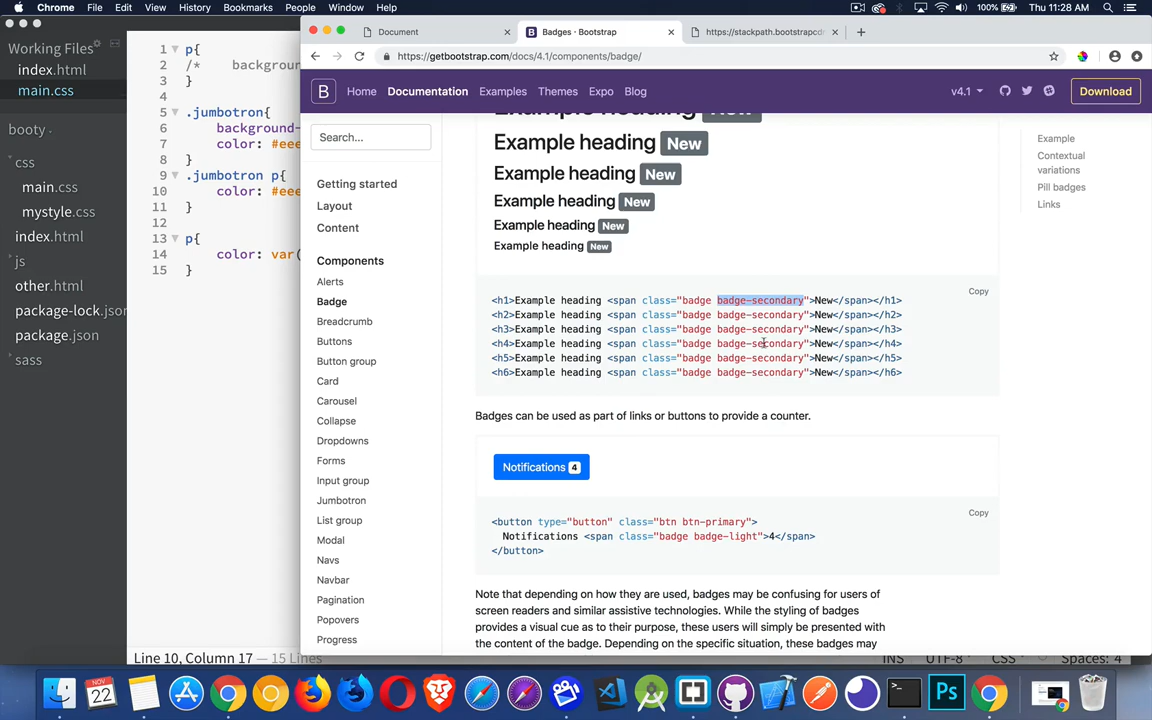 Chrome File Edit View History Bookmarks People Window Help 100% Thu 11:28 AM
Working Files
index.html
main.css
booty
css
main.css
mystyle.css
index.html
js
other.html
package-lock.json
package.json
sass
1 p{
2 /* backgrou
3 }
4
5 .jumbotron{
6 background-
7 color: #eee
8 }
9 .jumbotron p{
10 color: #eee
11 }
12
13 p{
14 color: var(
15 }
Line 10, Column 17 — 15 Lines
INS UTF-8 CSS Spaces: 4
Document
Badges · Bootstrap
https://stackpath.bootstrapcd
https://getbootstrap.com/docs/4.1/components/badge/
B Home Documentation Examples Themes Expo Blog v4.1 Download
Search...
Getting started
Layout
Content
Components
Alerts
Badge
Breadcrumb
Buttons
Button group
Card
Carousel
Collapse
Dropdowns
Forms
Input group
Jumbotron
List group
Modal
Navs
Navbar
Pagination
Popovers
Progress
Example heading New
Example heading New
Example heading New
Example heading New
Example heading New
Example heading New
Copy
<h1>Example heading <span class="badge badge-secondary">New</span></h1>
<h2>Example heading <span class="badge badge-secondary">New</span></h2>
<h3>Example heading <span class="badge badge-secondary">New</span></h3>
<h4>Example heading <span class="badge badge-secondary">New</span></h4>
<h5>Example heading <span class="badge badge-secondary">New</span></h5>
<h6>Example heading <span class="badge badge-secondary">New</span></h6>
Badges can be used as part of links or buttons to provide a counter.
Notifications 4
Copy
<button type="button" class="btn btn-primary">
Notifications <span class="badge badge-light">4</span>
</button>
Note that depending on how they are used, badges may be confusing for users of
screen readers and similar assistive technologies. While the styling of badges
provides a visual cue as to their purpose, these users will simply be presented with
the content of the badge. Depending on the specific situation, these badges may
Example
Contextual
variations
Pill badges
Links
NOV
22
Ps